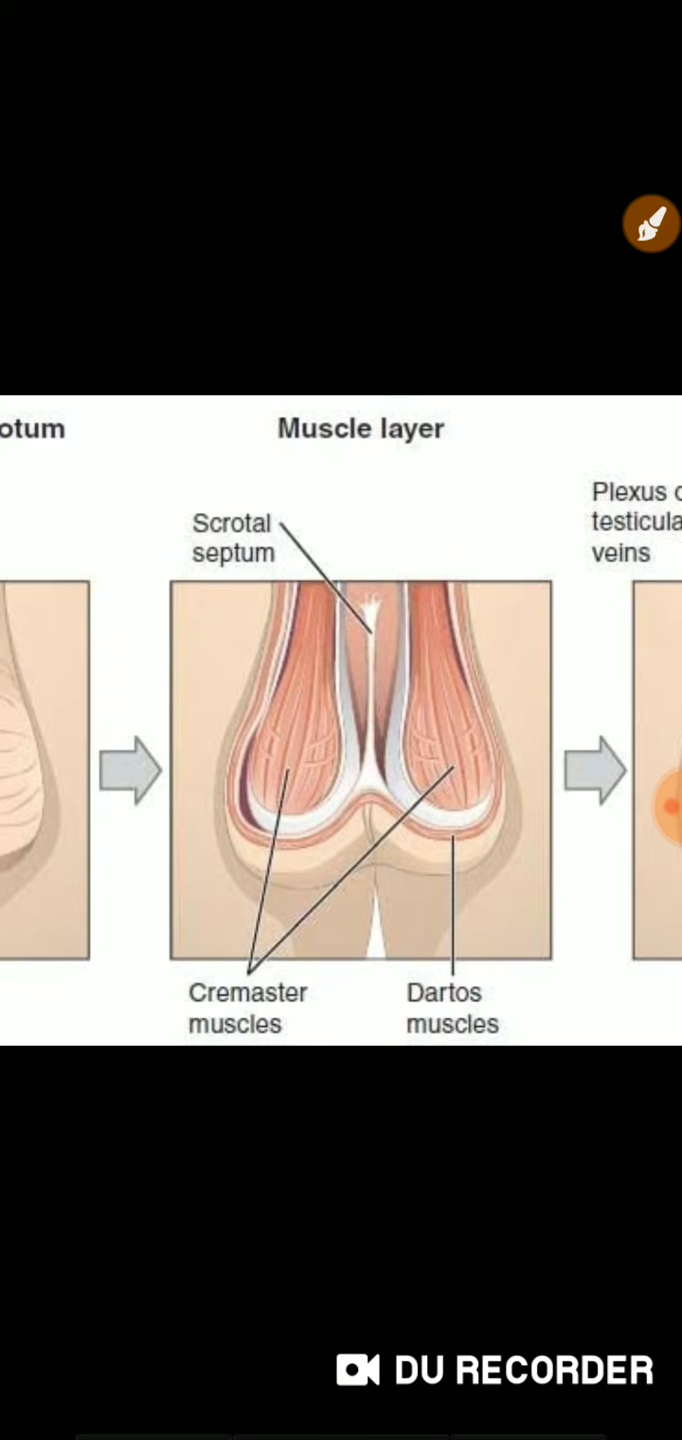 otum
Muscle layer
Scrotal
septum
Plexus
testicula
veins
Cremaster
muscles
Dartos
muscles
DU RECORDER